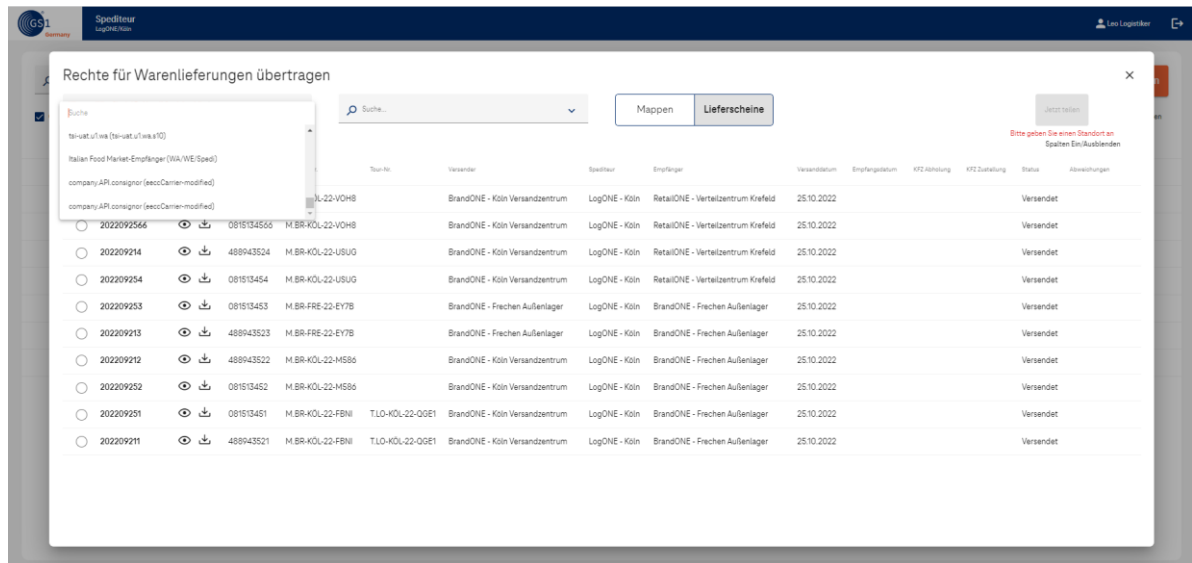 GS1
Germany
Spediteur
LogONE/Köln
Leo Logistiker
Rechte für Warenlieferungen übertragen
Suche
tsi-uat.u1.wa (tsi-uat.u1.wa.s10)
Italian Food Market-Empfänger (WA/WE/Spedi)
company.API.consignor (eeccCarrier-modified)
company.API.consignor (eeccCarrier-modified)
Suche...
Mappen
Lieferscheine
Jetzt teilen
Bitte geben Sie einen Standort an
Spalten Ein/Ausblenden
Tour-Nr. Versender Spediteur Empfänger Versanddatum Empfangsdatum KFZ Abholung KFZ Zustellung Status Abweichungen
BrandONE - Köln Versandzentrum LogONE - Köln RetailONE - Verteilzentrum Krefeld 25.10.2022 Versendet
2022092566 0815134566 M.BR-KÖL-22-VOH8 BrandONE - Köln Versandzentrum LogONE - Köln RetailONE - Verteilzentrum Krefeld 25.10.2022 Versendet
202209214 488943524 M.BR-KÖL-22-USUG BrandONE - Köln Versandzentrum LogONE - Köln RetailONE - Verteilzentrum Krefeld 25.10.2022 Versendet
202209254 081513454 M.BR-KÖL-22-USUG BrandONE - Köln Versandzentrum LogONE - Köln RetailONE - Verteilzentrum Krefeld 25.10.2022 Versendet
202209253 081513453 M.BR-FRE-22-EY7B BrandONE - Frechen Außenlager LogONE - Köln BrandONE - Frechen Außenlager 25.10.2022 Versendet
202209213 488943523 M.BR-FRE-22-EY7B BrandONE - Frechen Außenlager LogONE - Köln BrandONE - Frechen Außenlager 25.10.2022 Versendet
202209212 488943522 M.BR-KÖL-22-M586 BrandONE - Köln Versandzentrum LogONE - Köln BrandONE - Frechen Außenlager 25.10.2022 Versendet
202209252 081513452 M.BR-KÖL-22-M586 BrandONE - Köln Versandzentrum LogONE - Köln BrandONE - Frechen Außenlager 25.10.2022 Versendet
202209251 081513451 M.BR-KÖL-22-FBNI T.LO-KÖL-22-QGE1 BrandONE - Köln Versandzentrum LogONE - Köln BrandONE - Frechen Außenlager 25.10.2022 Versendet
202209211 488943521 M.BR-KÖL-22-FBNI T.LO-KÖL-22-QGE1 BrandONE - Köln Versandzentrum LogONE - Köln BrandONE - Frechen Außenlager 25.10.2022 Versendet